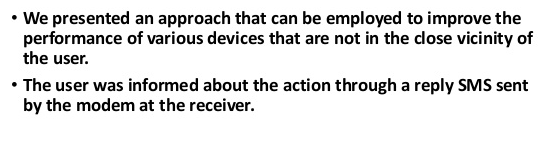 • We presented an approach that can be employed to improve the
performance of various devices that are not in the close vicinity of
the user.
• The user was informed about the action through a reply SMS sent
by the modem at the receiver.